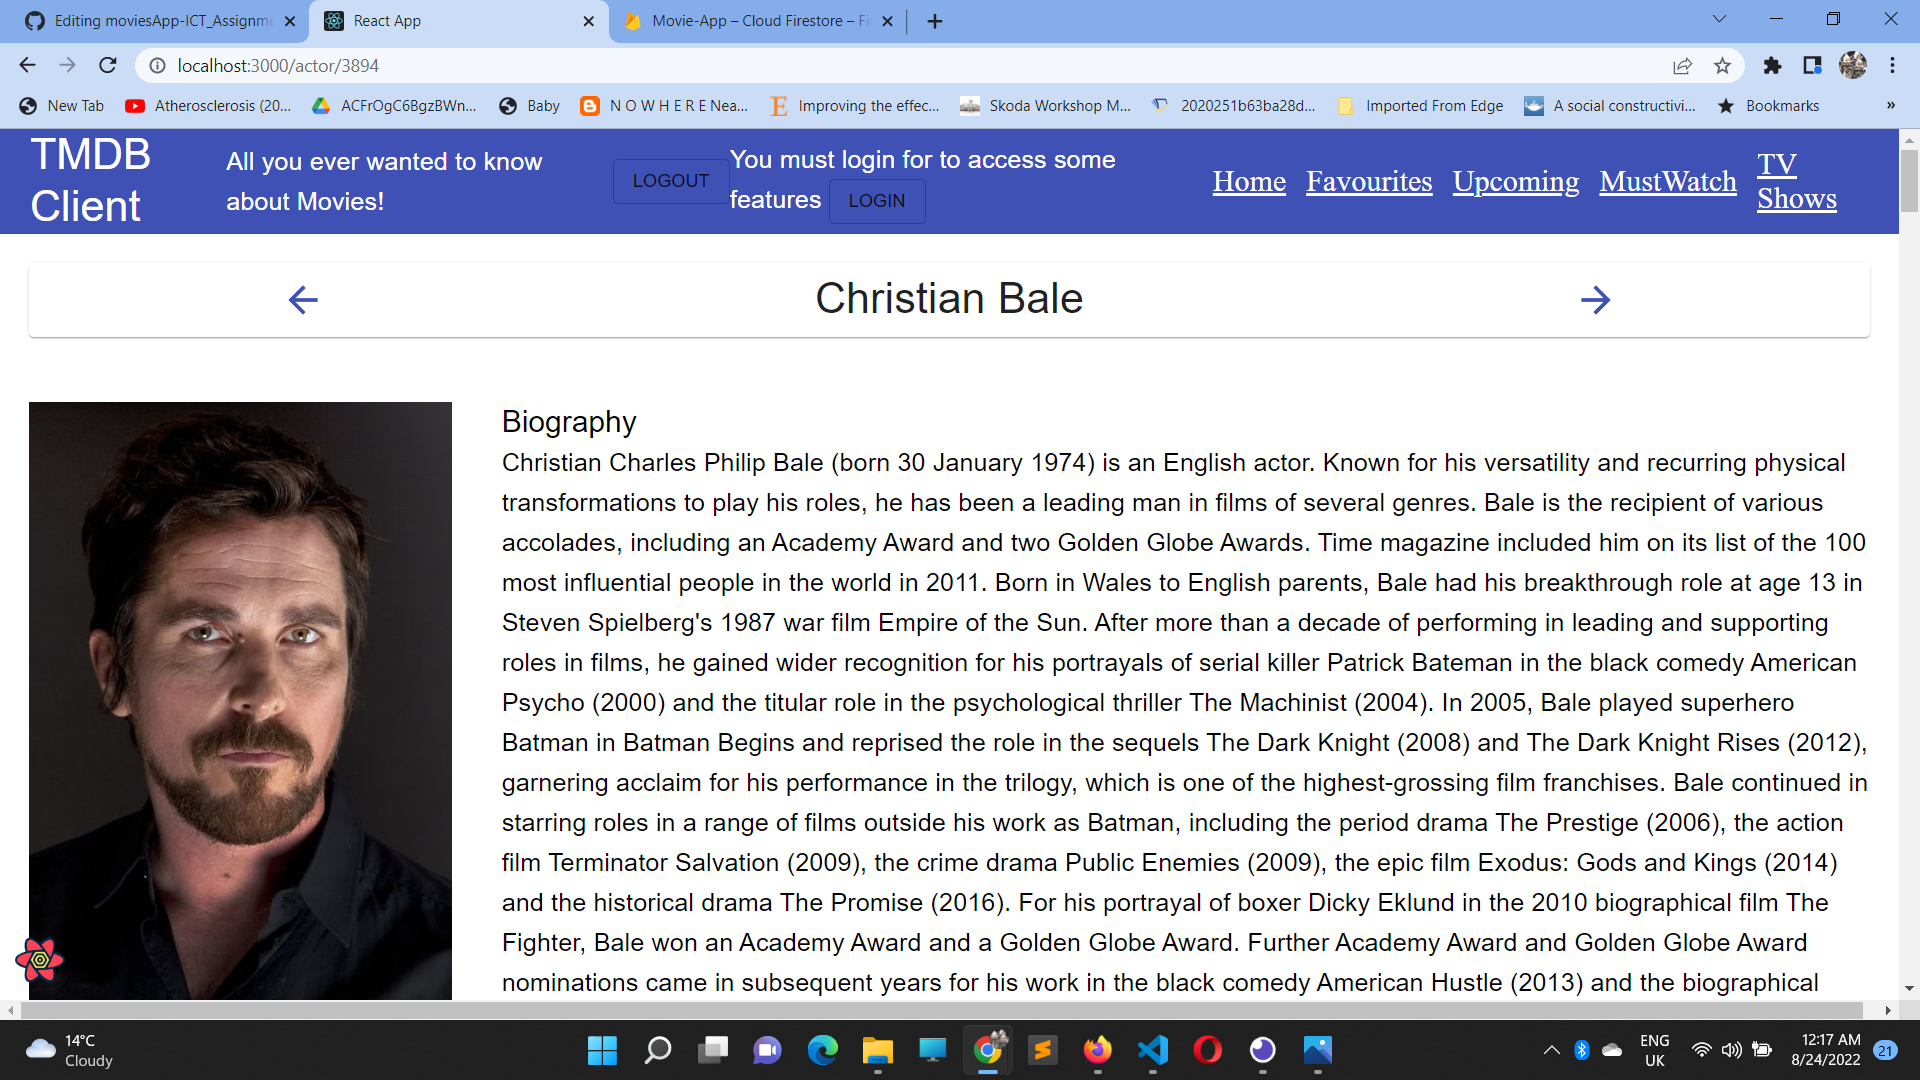 Editing moviesApp-ICT_Assignme
React App
Movie-App – Cloud Firestore – Fi
localhost:3000/actor/3894
New Tab
Atherosclerosis (20...
ACFrOgC6BgzBWn...
Baby
N O W H E R E Nea...
Improving the effec...
Skoda Workshop M...
2020251b63ba28d...
Imported From Edge
A social constructivi...
Bookmarks
»
TMDB
Client
All you ever wanted to know
about Movies!
LOGOUT
You must login for to access some
features LOGIN
Home
Favourites
Upcoming
MustWatch
TV
Shows
Christian Bale
Biography
Christian Charles Philip Bale (born 30 January 1974) is an English actor. Known for his versatility and recurring physical
transformations to play his roles, he has been a leading man in films of several genres. Bale is the recipient of various
accolades, including an Academy Award and two Golden Globe Awards. Time magazine included him on its list of the 100
most influential people in the world in 2011. Born in Wales to English parents, Bale had his breakthrough role at age 13 in
Steven Spielberg's 1987 war film Empire of the Sun. After more than a decade of performing in leading and supporting
roles in films, he gained wider recognition for his portrayals of serial killer Patrick Bateman in the black comedy American
Psycho (2000) and the titular role in the psychological thriller The Machinist (2004). In 2005, Bale played superhero
Batman in Batman Begins and reprised the role in the sequels The Dark Knight (2008) and The Dark Knight Rises (2012),
garnering acclaim for his performance in the trilogy, which is one of the highest-grossing film franchises. Bale continued in
starring roles in a range of films outside his work as Batman, including the period drama The Prestige (2006), the action
film Terminator Salvation (2009), the crime drama Public Enemies (2009), the epic film Exodus: Gods and Kings (2014)
and the historical drama The Promise (2016). For his portrayal of boxer Dicky Eklund in the 2010 biographical film The
Fighter, Bale won an Academy Award and a Golden Globe Award. Further Academy Award and Golden Globe Award
nominations came in subsequent years for his work in the black comedy American Hustle (2013) and the biographical
14°C
Cloudy
ENG
UK
12:17 AM
8/24/2022
21